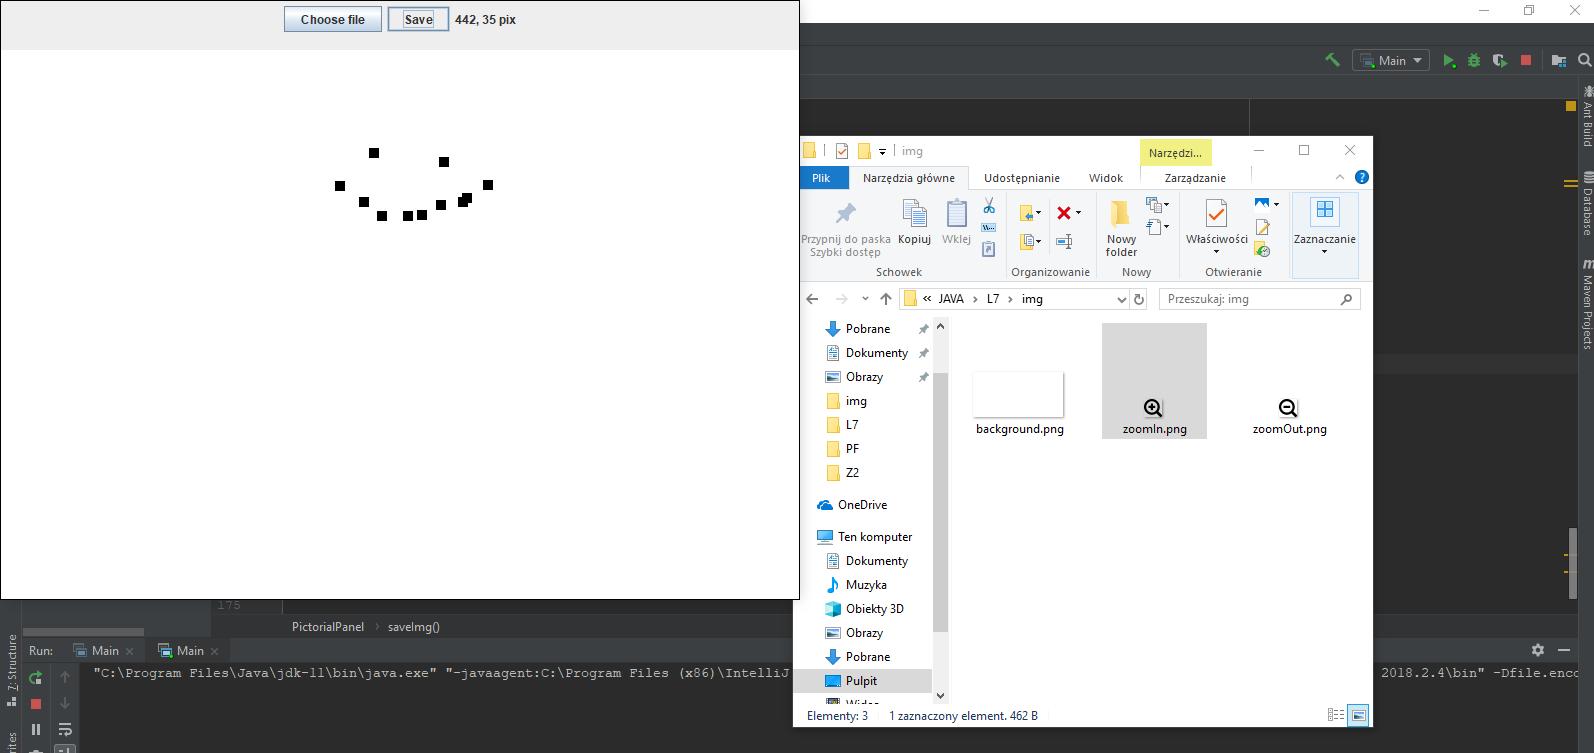 Choose file
Save
442, 35 pix
Main
Ant Build
Database
Maven Projects
img
Narzędzi...
Plik
Narzędzia główne
Udostępnianie
Widok
Zarządzanie
Przypnij do paska
Szybki dostęp
Kopiuj
Wklej
Nowy
folder
Właściwości
Zaznaczanie
Schowek
Organizowanie
Nowy
Otwieranie
« JAVA > L7 > img
Przeszukaj: img
Pobrane
Dokumenty
Obrazy
img
L7
PF
Z2
OneDrive
Ten komputer
Dokumenty
Muzyka
Obiekty 3D
Obrazy
Pobrane
Pulpit
background.png
zoomIn.png
zoomOut.png
Elementy: 3
1 zaznaczony element. 462 B
175
PictorialPanel > saveImg()
7: Structure
Run:
Main ×
Main ×
"C:\Program Files\Java\jdk-11\bin\java.exe" "-javaagent:C:\Program Files (x86)\IntelliJ
2018.2.4\bin" -Dfile.enco